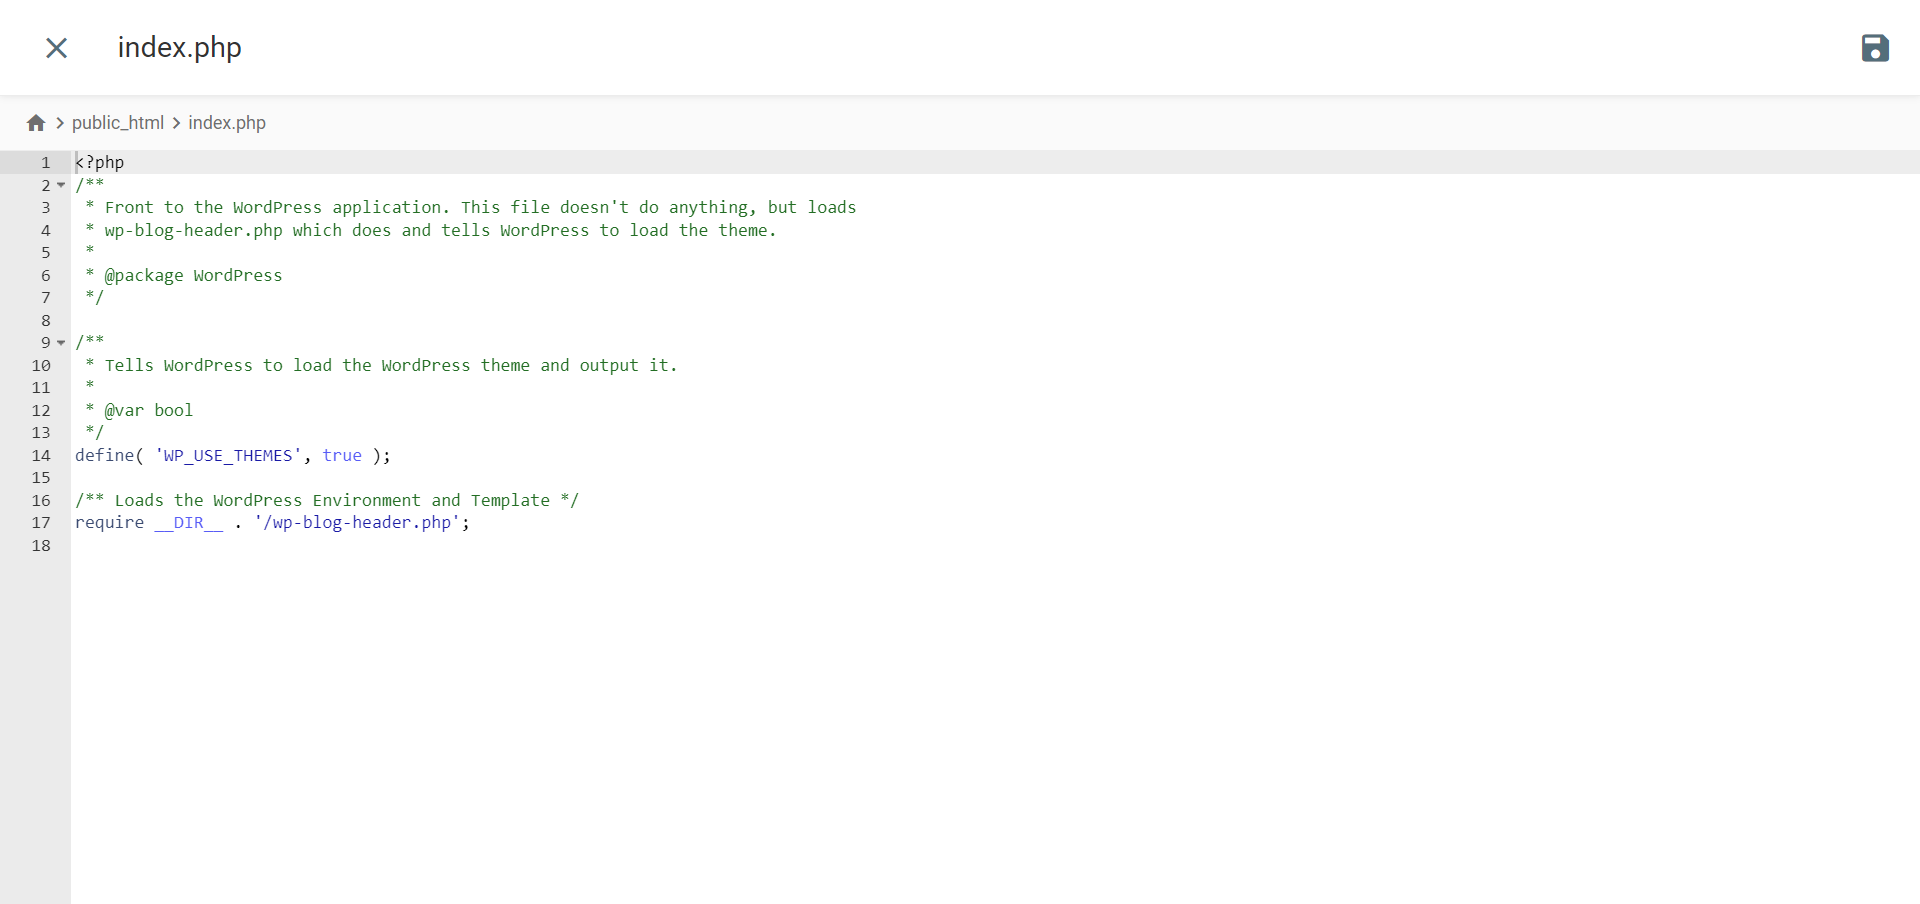 index.php
public_html > index.php
1 <?php
2 /**
3  * Front to the WordPress application. This file doesn't do anything, but loads
4  * wp-blog-header.php which does and tells WordPress to load the theme.
5  *
6  * @package WordPress
7  */
8
9 /**
10  * Tells WordPress to load the WordPress theme and output it.
11  *
12  * @var bool
13  */
14 define( 'WP_USE_THEMES', true );
15
16 /** Loads the WordPress Environment and Template */
17 require __DIR__ . '/wp-blog-header.php';
18